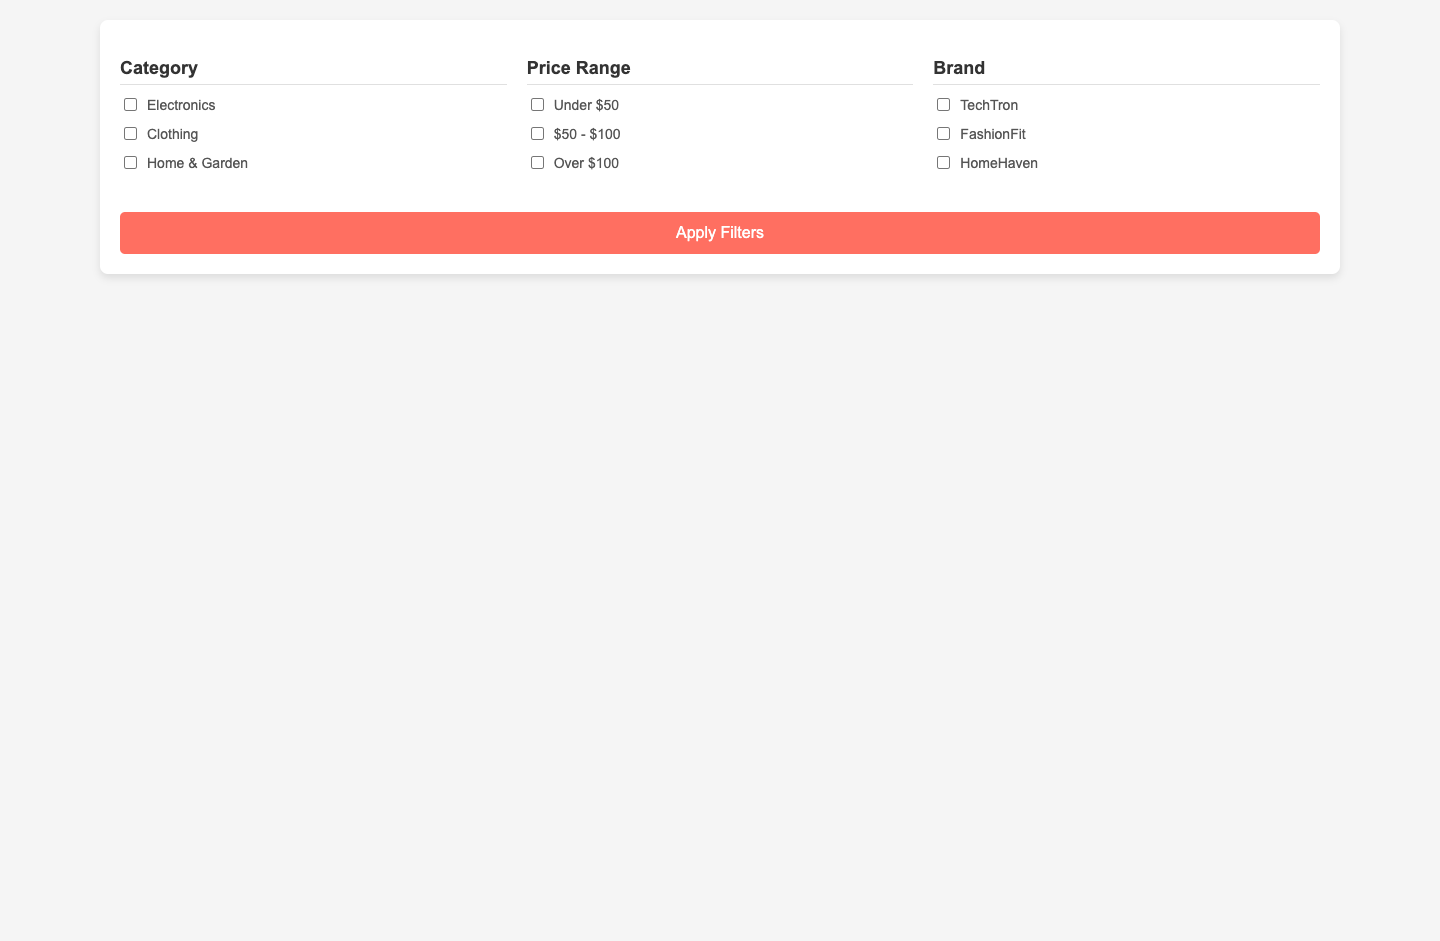 Category
Electronics
Clothing
Home & Garden
Price Range
Under $50
$50 - $100
Over $100
Brand
TechTron
FashionFit
HomeHaven
Apply Filters